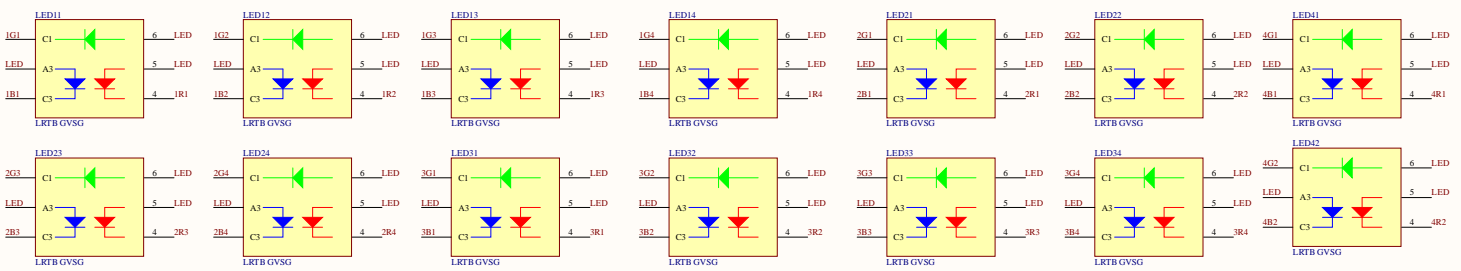 LED11 LED12 LED13 LED14 LED21 LED22 LED41
1G1 C1 6 LED 1G2 C1 6 LED 1G3 C1 6 LED 1G4 C1 6 LED 2G1 C1 6 LED 2G2 C1 6 LED 4G1 C1 6 LED
LED A3 5 LED LED A3 5 LED LED A3 5 LED LED A3 5 LED LED A3 5 LED LED A3 5 LED LED A3 5 LED
1B1 C3 4 1R1 1B2 C3 4 1R2 1B3 C3 4 1R3 1B4 C3 4 1R4 2B1 C3 4 2R1 2B2 C3 4 2R2 4B1 C3 4 4R1
LRTB GVSG LRTB GVSG LRTB GVSG LRTB GVSG LRTB GVSG LRTB GVSG LRTB GVSG
LED23 LED24 LED31 LED32 LED33 LED34 LED42
2G3 C1 6 LED 2G4 C1 6 LED 3G1 C1 6 LED 3G2 C1 6 LED 3G3 C1 6 LED 3G4 C1 6 LED 4G2 C1 6 LED
LED A3 5 LED LED A3 5 LED LED A3 5 LED LED A3 5 LED LED A3 5 LED LED A3 5 LED LED A3 5 LED
2B3 C3 4 2R3 2B4 C3 4 2R4 3B1 C3 4 3R1 3B2 C3 4 3R2 3B3 C3 4 3R3 3B4 C3 4 3R4 4B2 C3 4 4R2
LRTB GVSG LRTB GVSG LRTB GVSG LRTB GVSG LRTB GVSG LRTB GVSG LRTB GVSG